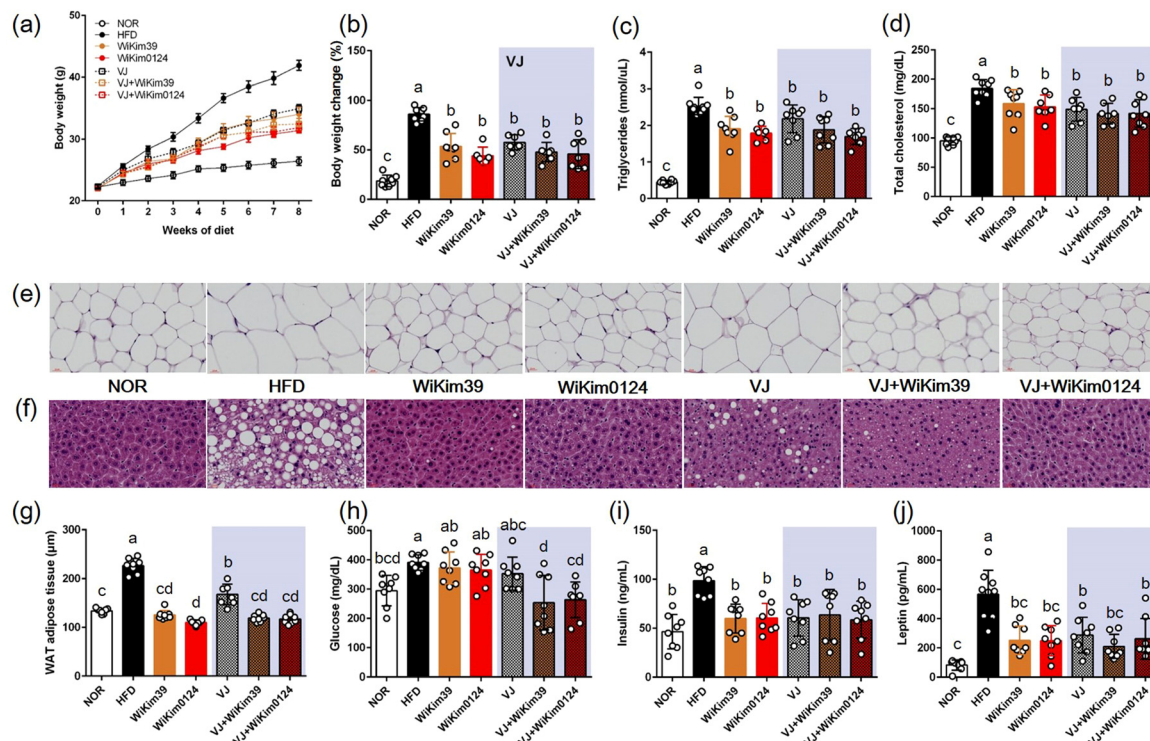 (a)
NOR
HFD
WiKim39
WiKim0124
VJ
VJ+WiKim39
VJ+WiKim0124
Body weight (g)
50
40
30
20
0 1 2 3 4 5 6 7 8
Weeks of diet
(b)
VJ
Body weight change (%)
150
100
50
0
c a b b b b b
NOR HFD WiKim39 WiKim0124 VJ VJ+WiKim39 VJ+WiKim0124
(c)
Triglycerides (nmol/uL)
4
3
2
1
0
c a b b b b b
NOR HFD WiKim39 WiKim0124 VJ VJ+WiKim39 VJ+WiKim0124
(d)
Total cholesterol (mg/dL)
250
200
150
100
50
0
c a b b b b b
NOR HFD WiKim39 WiKim0124 VJ VJ+WiKim39 VJ+WiKim0124
(e)
NOR HFD WiKim39 WiKim0124 VJ VJ+WiKim39 VJ+WiKim0124
(f)
(g)
WAT adipose tissue (μm)
300
200
100
0
c a cd d b cd cd
NOR HFD WiKim39 WiKim0124 VJ VJ+WiKim39 VJ+WiKim0124
(h)
Glucose (mg/dL)
500
400
300
200
100
0
bcd a ab ab abc d cd
NOR HFD WiKim39 WiKim0124 VJ VJ+WiKim39 VJ+WiKim0124
(i)
Insulin (ng/mL)
150
100
50
0
b a b b b b b
NOR HFD WiKim39 WiKim0124 VJ VJ+WiKim39 VJ+WiKim0124
(j)
Leptin (pg/mL)
1000
800
600
400
200
0
c a bc bc b bc b
NOR HFD WiKim39 WiKim0124 VJ VJ+WiKim39 VJ+WiKim0124